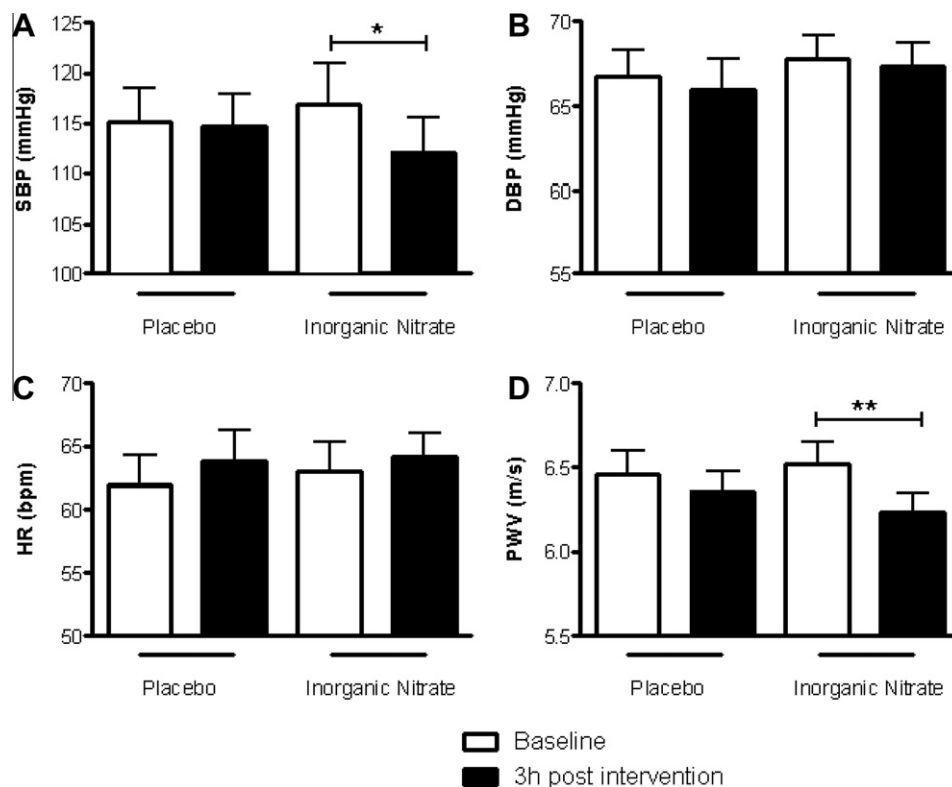 A
SBP (mmHg)
125
120
115
110
105
100
*
Placebo
Inorganic Nitrate
B
DBP (mmHg)
70
65
60
55
Placebo
Inorganic Nitrate
C
HR (bpm)
70
65
60
55
50
Placebo
Inorganic Nitrate
D
PWV (m/s)
7.0
6.5
6.0
5.5
**
Placebo
Inorganic Nitrate
Baseline
3h post intervention